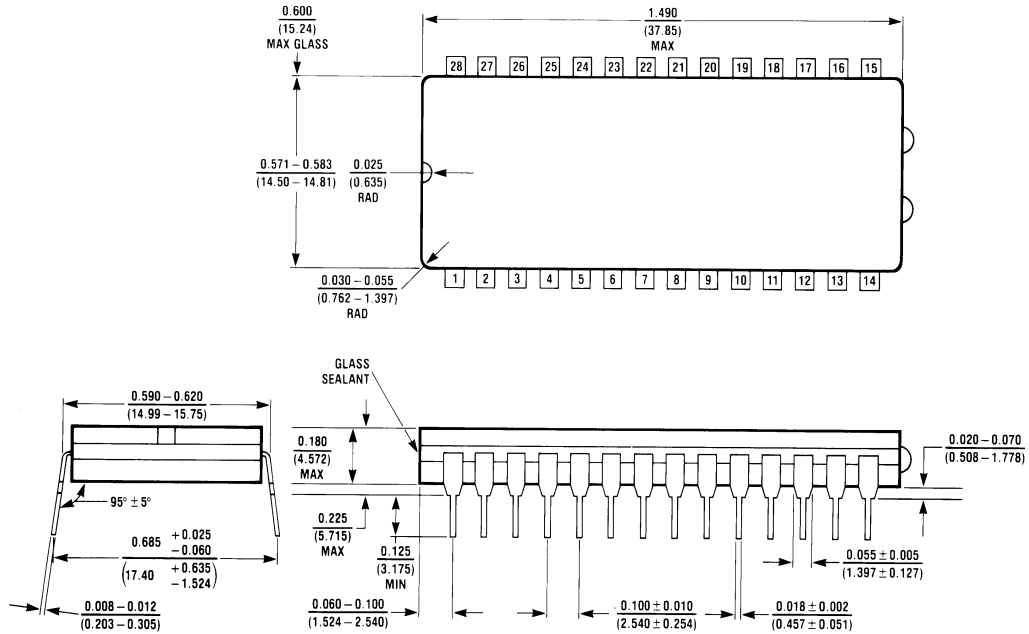 0.600
(15.24)
MAX GLASS
1.490
(37.85)
MAX
28 27 26 25 24 23 22 21 20 19 18 17 16 15
0.571 – 0.583
(14.50 – 14.81)
0.025
(0.635)
RAD
0.030 – 0.055
(0.762 – 1.397)
RAD
1 2 3 4 5 6 7 8 9 10 11 12 13 14
GLASS
SEALANT
0.590 – 0.620
(14.99 – 15.75)
0.180
(4.572)
MAX
0.020 – 0.070
(0.508 – 1.778)
95° ± 5°
0.225
(5.715)
MAX
0.125
(3.175)
MIN
0.685 +0.025
–0.060
(17.40 +0.635
–1.524)
0.055 ± 0.005
(1.397 ± 0.127)
0.008 – 0.012
(0.203 – 0.305)
0.060 – 0.100
(1.524 – 2.540)
0.100 ± 0.010
(2.540 ± 0.254)
0.018 ± 0.002
(0.457 ± 0.051)